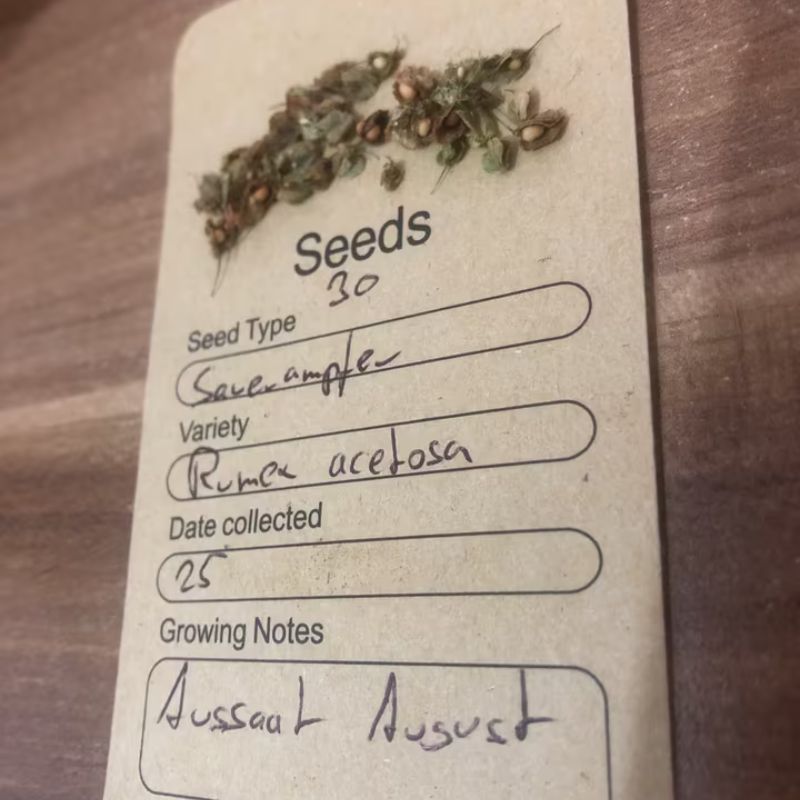 Seeds
30
Seed Type
Sauerampfer
Variety
Rumex acetosa
Date collected
25
Growing Notes
Aussaat August